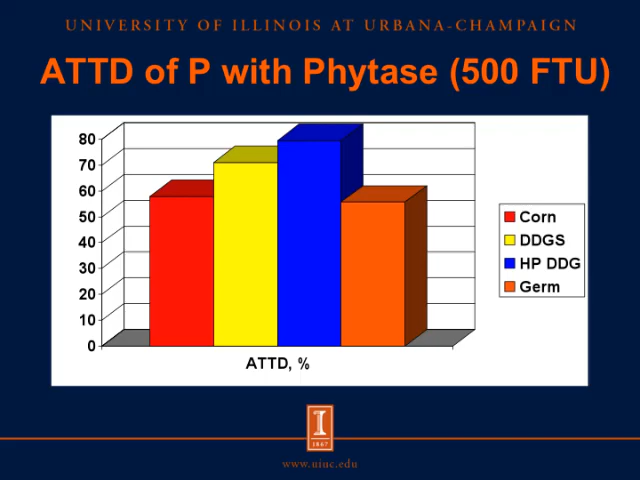 UNIVERSITY OF ILLINOIS AT URBANA-CHAMPAIGN
ATTD of P with Phytase (500 FTU)
80
70
60
50
40
30
20
10
0
ATTD, %
Corn
DDGS
HP DDG
Germ
I
1867
www.uiuc.edu